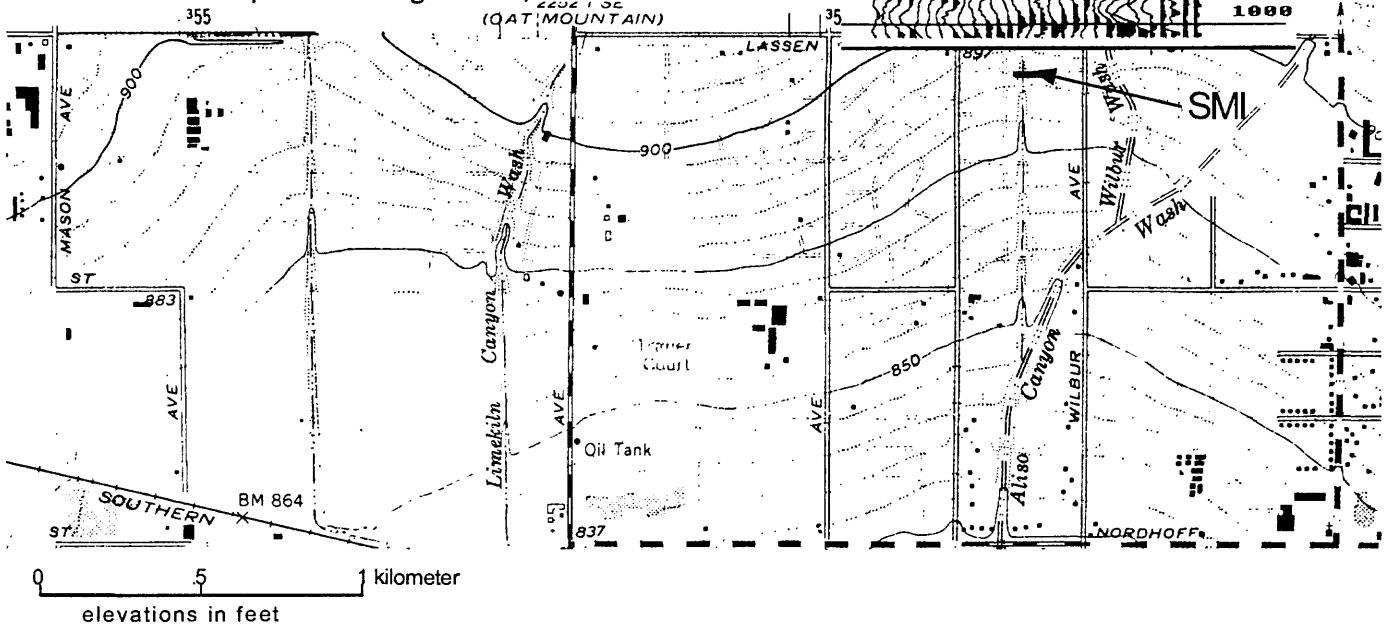 ³55
2252 I SE
(OAT MOUNTAIN)
35
1000
LASSEN
897
900
MASON AVE
Wash
900
AVE
Wash
Wilbur
SMI
Wash
ST
883
AVE
Limekiln Canyon
AVE
Court
Oil Tank
AVE
850
Aliso Canyon
WILBUR
SOUTHERN
BM 864
ST
837
NORDHOFF
0 .5 1 kilometer
elevations in feet